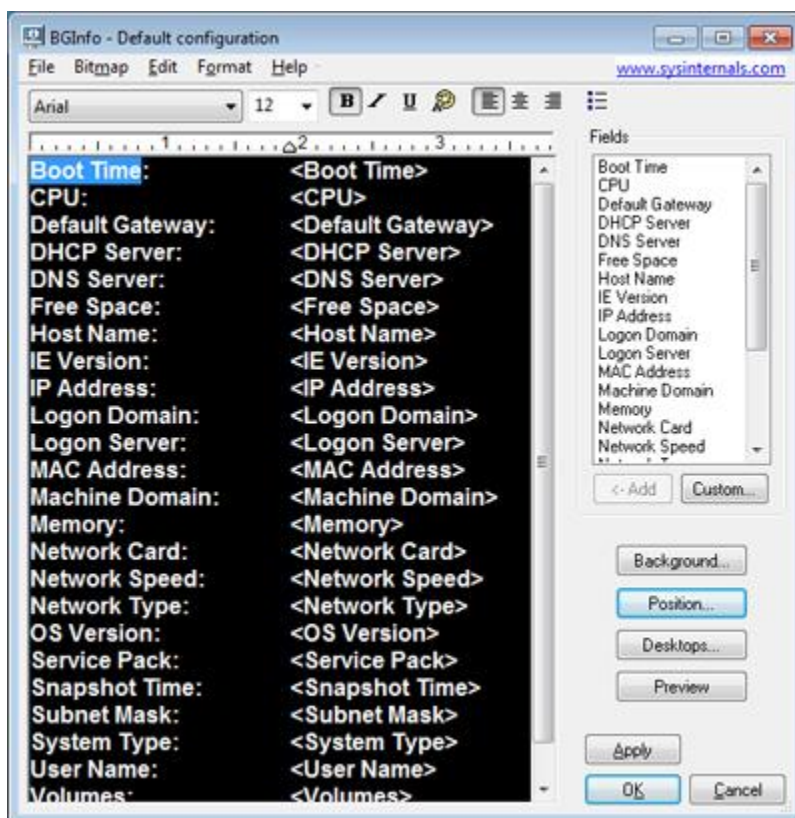 BGInfo - Default configuration
File Bitmap Edit Format Help
www.sysinternals.com
Arial 12 B I U
1 2 3
Boot Time: <Boot Time>
CPU: <CPU>
Default Gateway: <Default Gateway>
DHCP Server: <DHCP Server>
DNS Server: <DNS Server>
Free Space: <Free Space>
Host Name: <Host Name>
IE Version: <IE Version>
IP Address: <IP Address>
Logon Domain: <Logon Domain>
Logon Server: <Logon Server>
MAC Address: <MAC Address>
Machine Domain: <Machine Domain>
Memory: <Memory>
Network Card: <Network Card>
Network Speed: <Network Speed>
Network Type: <Network Type>
OS Version: <OS Version>
Service Pack: <Service Pack>
Snapshot Time: <Snapshot Time>
Subnet Mask: <Subnet Mask>
System Type: <System Type>
User Name: <User Name>
Volumes: <Volumes>
Fields
Boot Time
CPU
Default Gateway
DHCP Server
DNS Server
Free Space
Host Name
IE Version
IP Address
Logon Domain
Logon Server
MAC Address
Machine Domain
Memory
Network Card
Network Speed
<- Add Custom...
Background...
Position...
Desktops...
Preview
Apply
OK Cancel